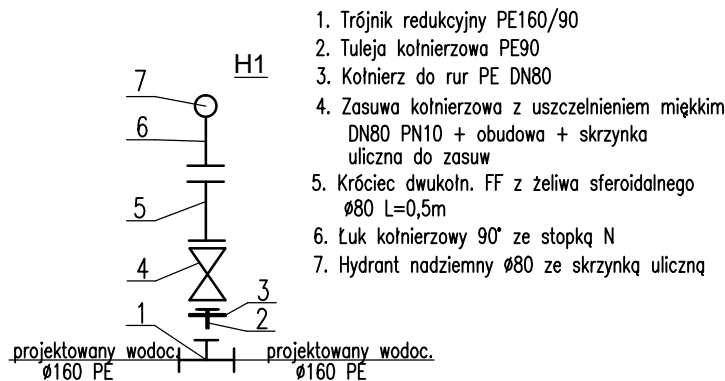 1. Trójnik redukcyjny PE160/90
2. Tuleja kołnierzowa PE90
3. Kołnierz do rur PE DN80
4. Zasuwa kołnierzowa z uszczelnieniem miękkim
DN80 PN10 + obudowa + skrzynka
uliczna do zasuw
5. Króciec dwukołn. FF z żeliwa sferoidalnego
ø80 L=0,5m
6. Łuk kołnierzowy 90° ze stopką N
7. Hydrant nadziemny ø80 ze skrzynką uliczną
H1
7
6
5
4
3
2
1
projektowany wodoc.
ø160 PE
projektowany wodoc.
ø160 PE